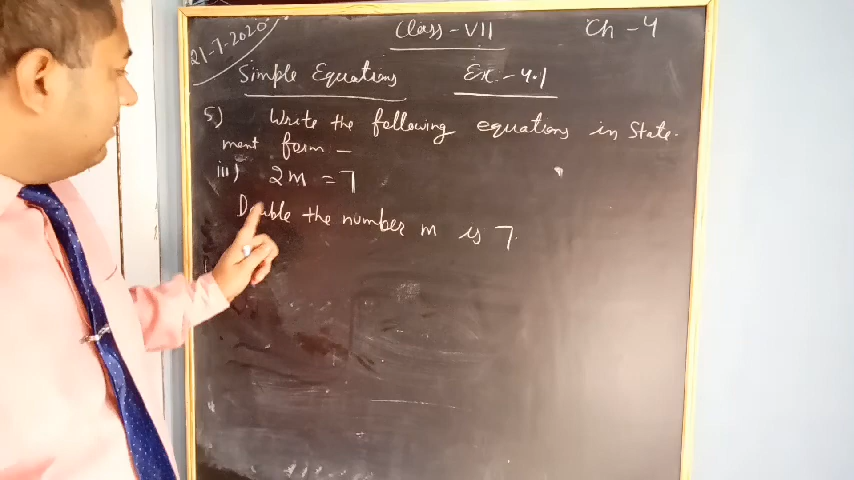 21-7-2020
Class - VII
Ch - 4
Simple Equations Ex. - 4.1
5) Write the following equations in State-
ment form -
iii) 2m = 7
Double the number m is 7.